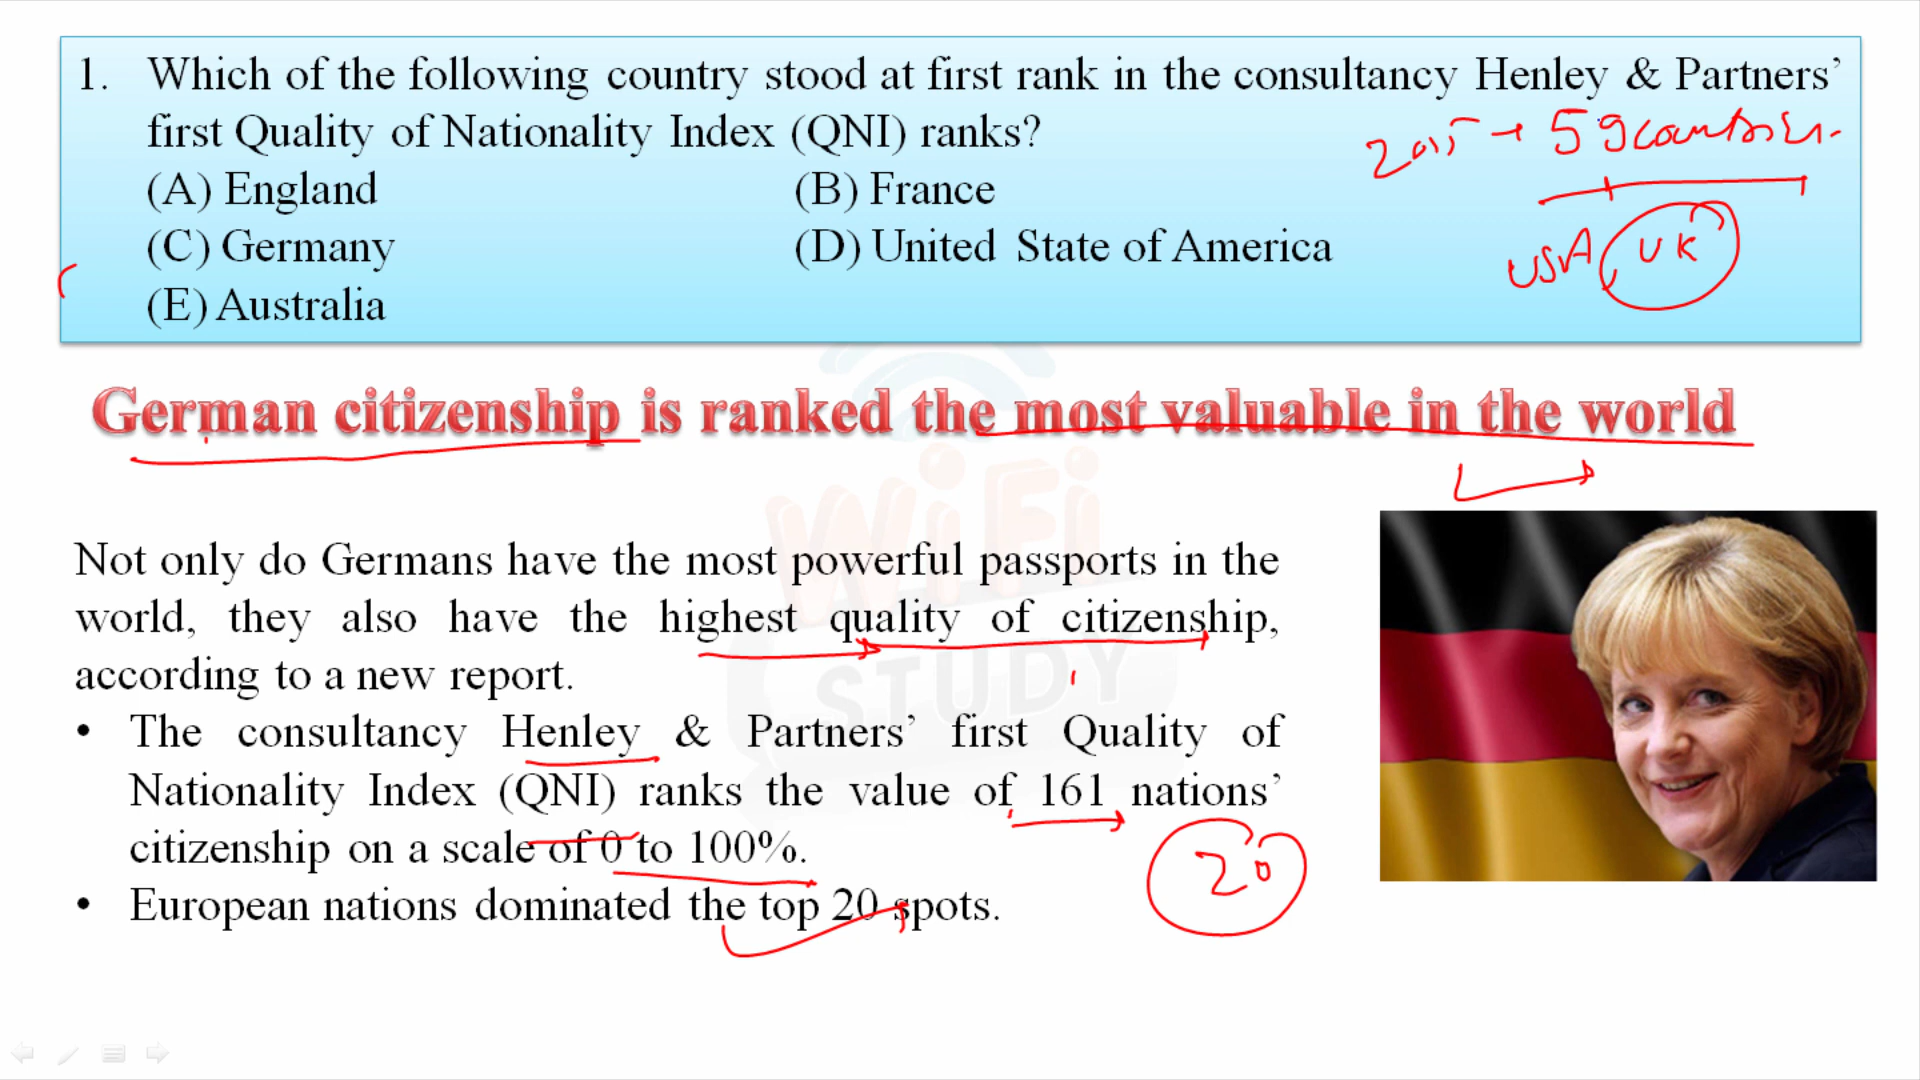 1. Which of the following country stood at first rank in the consultancy Henley & Partners’
first Quality of Nationality Index (QNI) ranks?
2015 → 59 countries.
(A) England (B) France
(C) Germany (D) United State of America
USA, UK
(E) Australia
German citizenship is ranked the most valuable in the world
WiFi
STUDY
Not only do Germans have the most powerful passports in the
world, they also have the highest quality of citizenship,
according to a new report.
• The consultancy Henley & Partners’ first Quality of
Nationality Index (QNI) ranks the value of 161 nations’
citizenship on a scale of 0 to 100%.
20
• European nations dominated the top 20 spots.